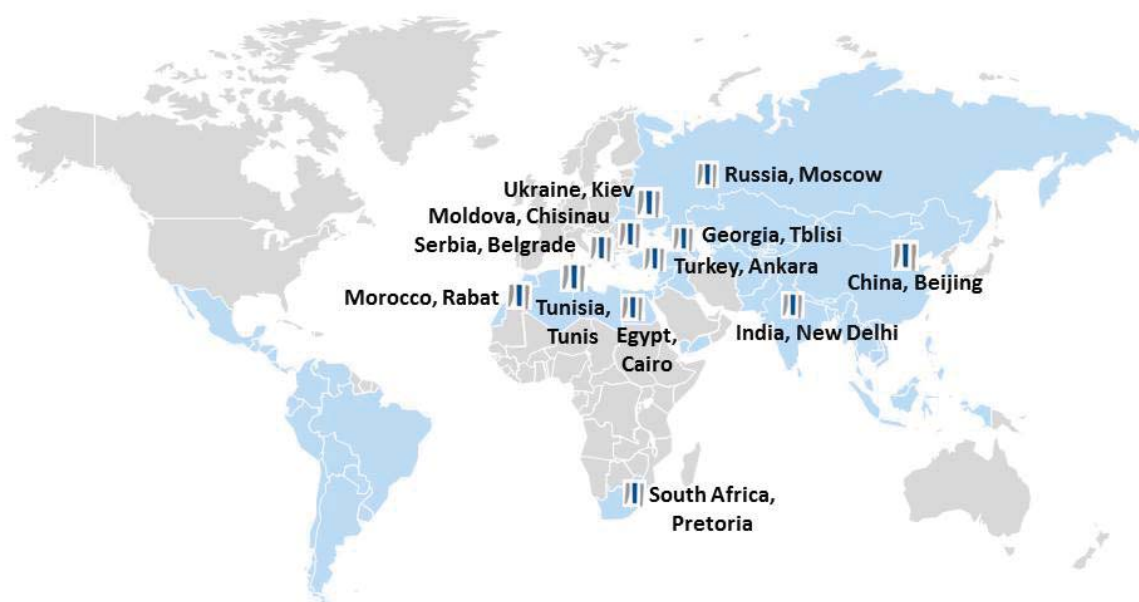 Russia, Moscow
Ukraine, Kiev
Moldova, Chisinau
Serbia, Belgrade
Georgia, Tblisi
Turkey, Ankara
China, Beijing
Morocco, Rabat
Tunisia,
Tunis
Egypt,
Cairo
India, New Delhi
South Africa,
Pretoria